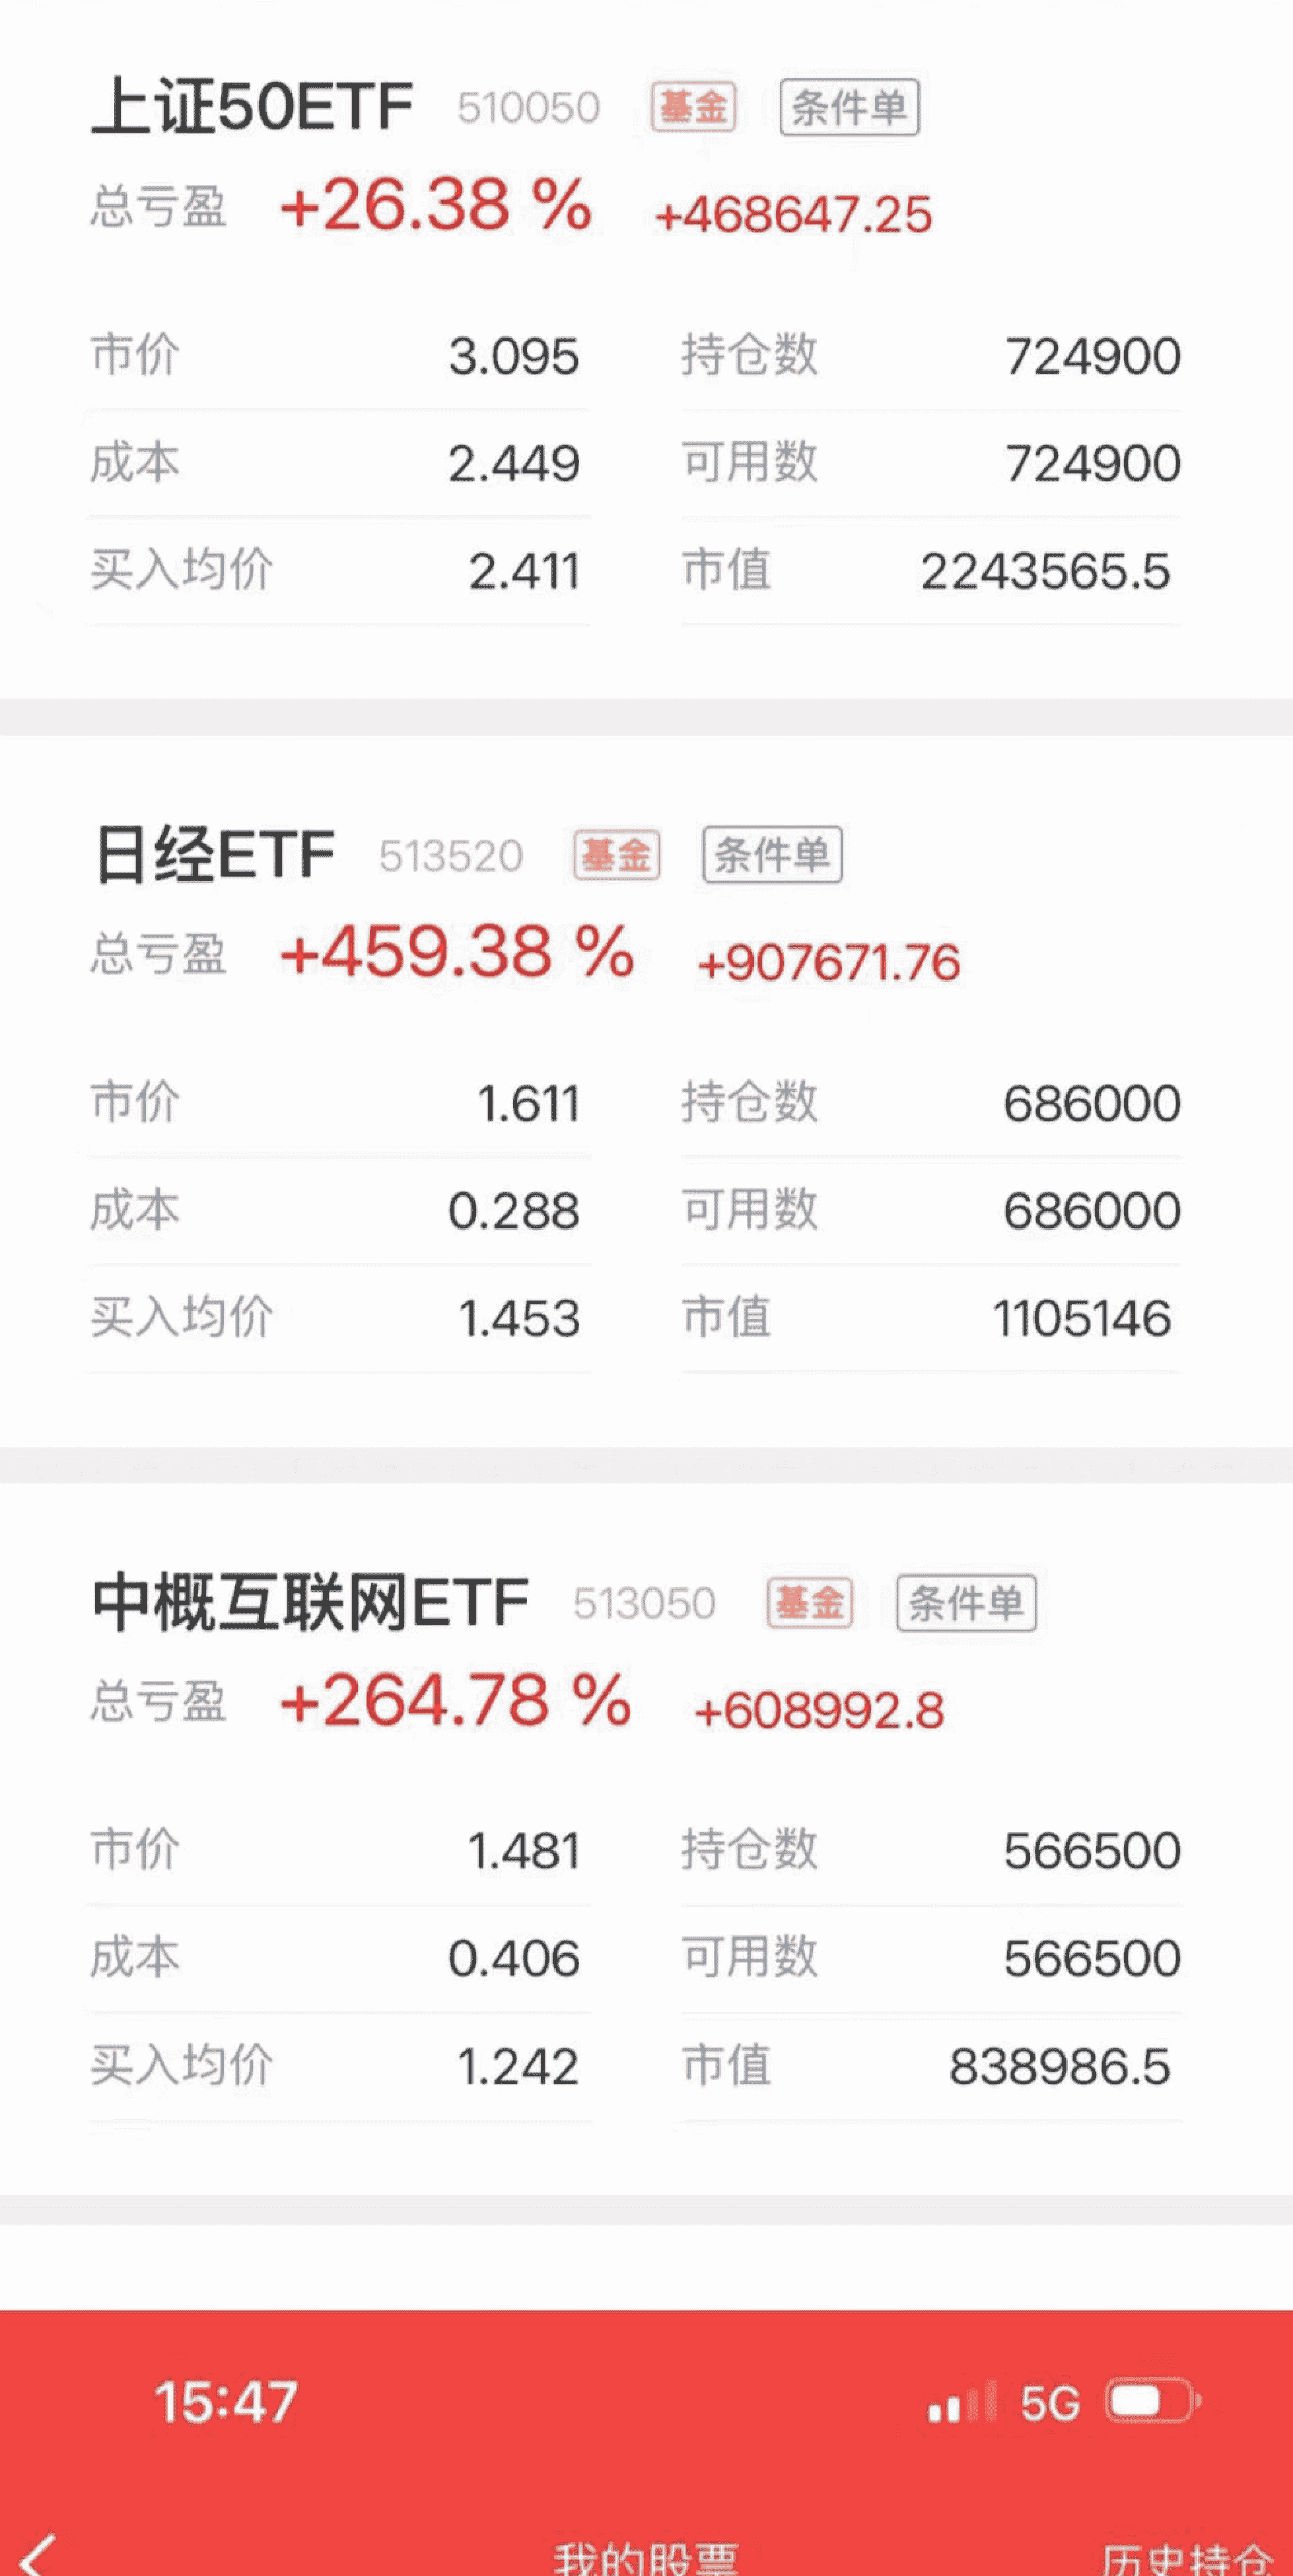 上证50ETF 510050 基金 条件单
总亏盈 +26.38 % +468647.25
市价 3.095 持仓数 724900
成本 2.449 可用数 724900
买入均价 2.411 市值 2243565.5
日经ETF 513520 基金 条件单
总亏盈 +459.38 % +907671.76
市价 1.611 持仓数 686000
成本 0.288 可用数 686000
买入均价 1.453 市值 1105146
中概互联网ETF 513050 基金 条件单
总亏盈 +264.78 % +608992.8
市价 1.481 持仓数 566500
成本 0.406 可用数 566500
买入均价 1.242 市值 838986.5
15:47 5G
我的股票 历史持仓